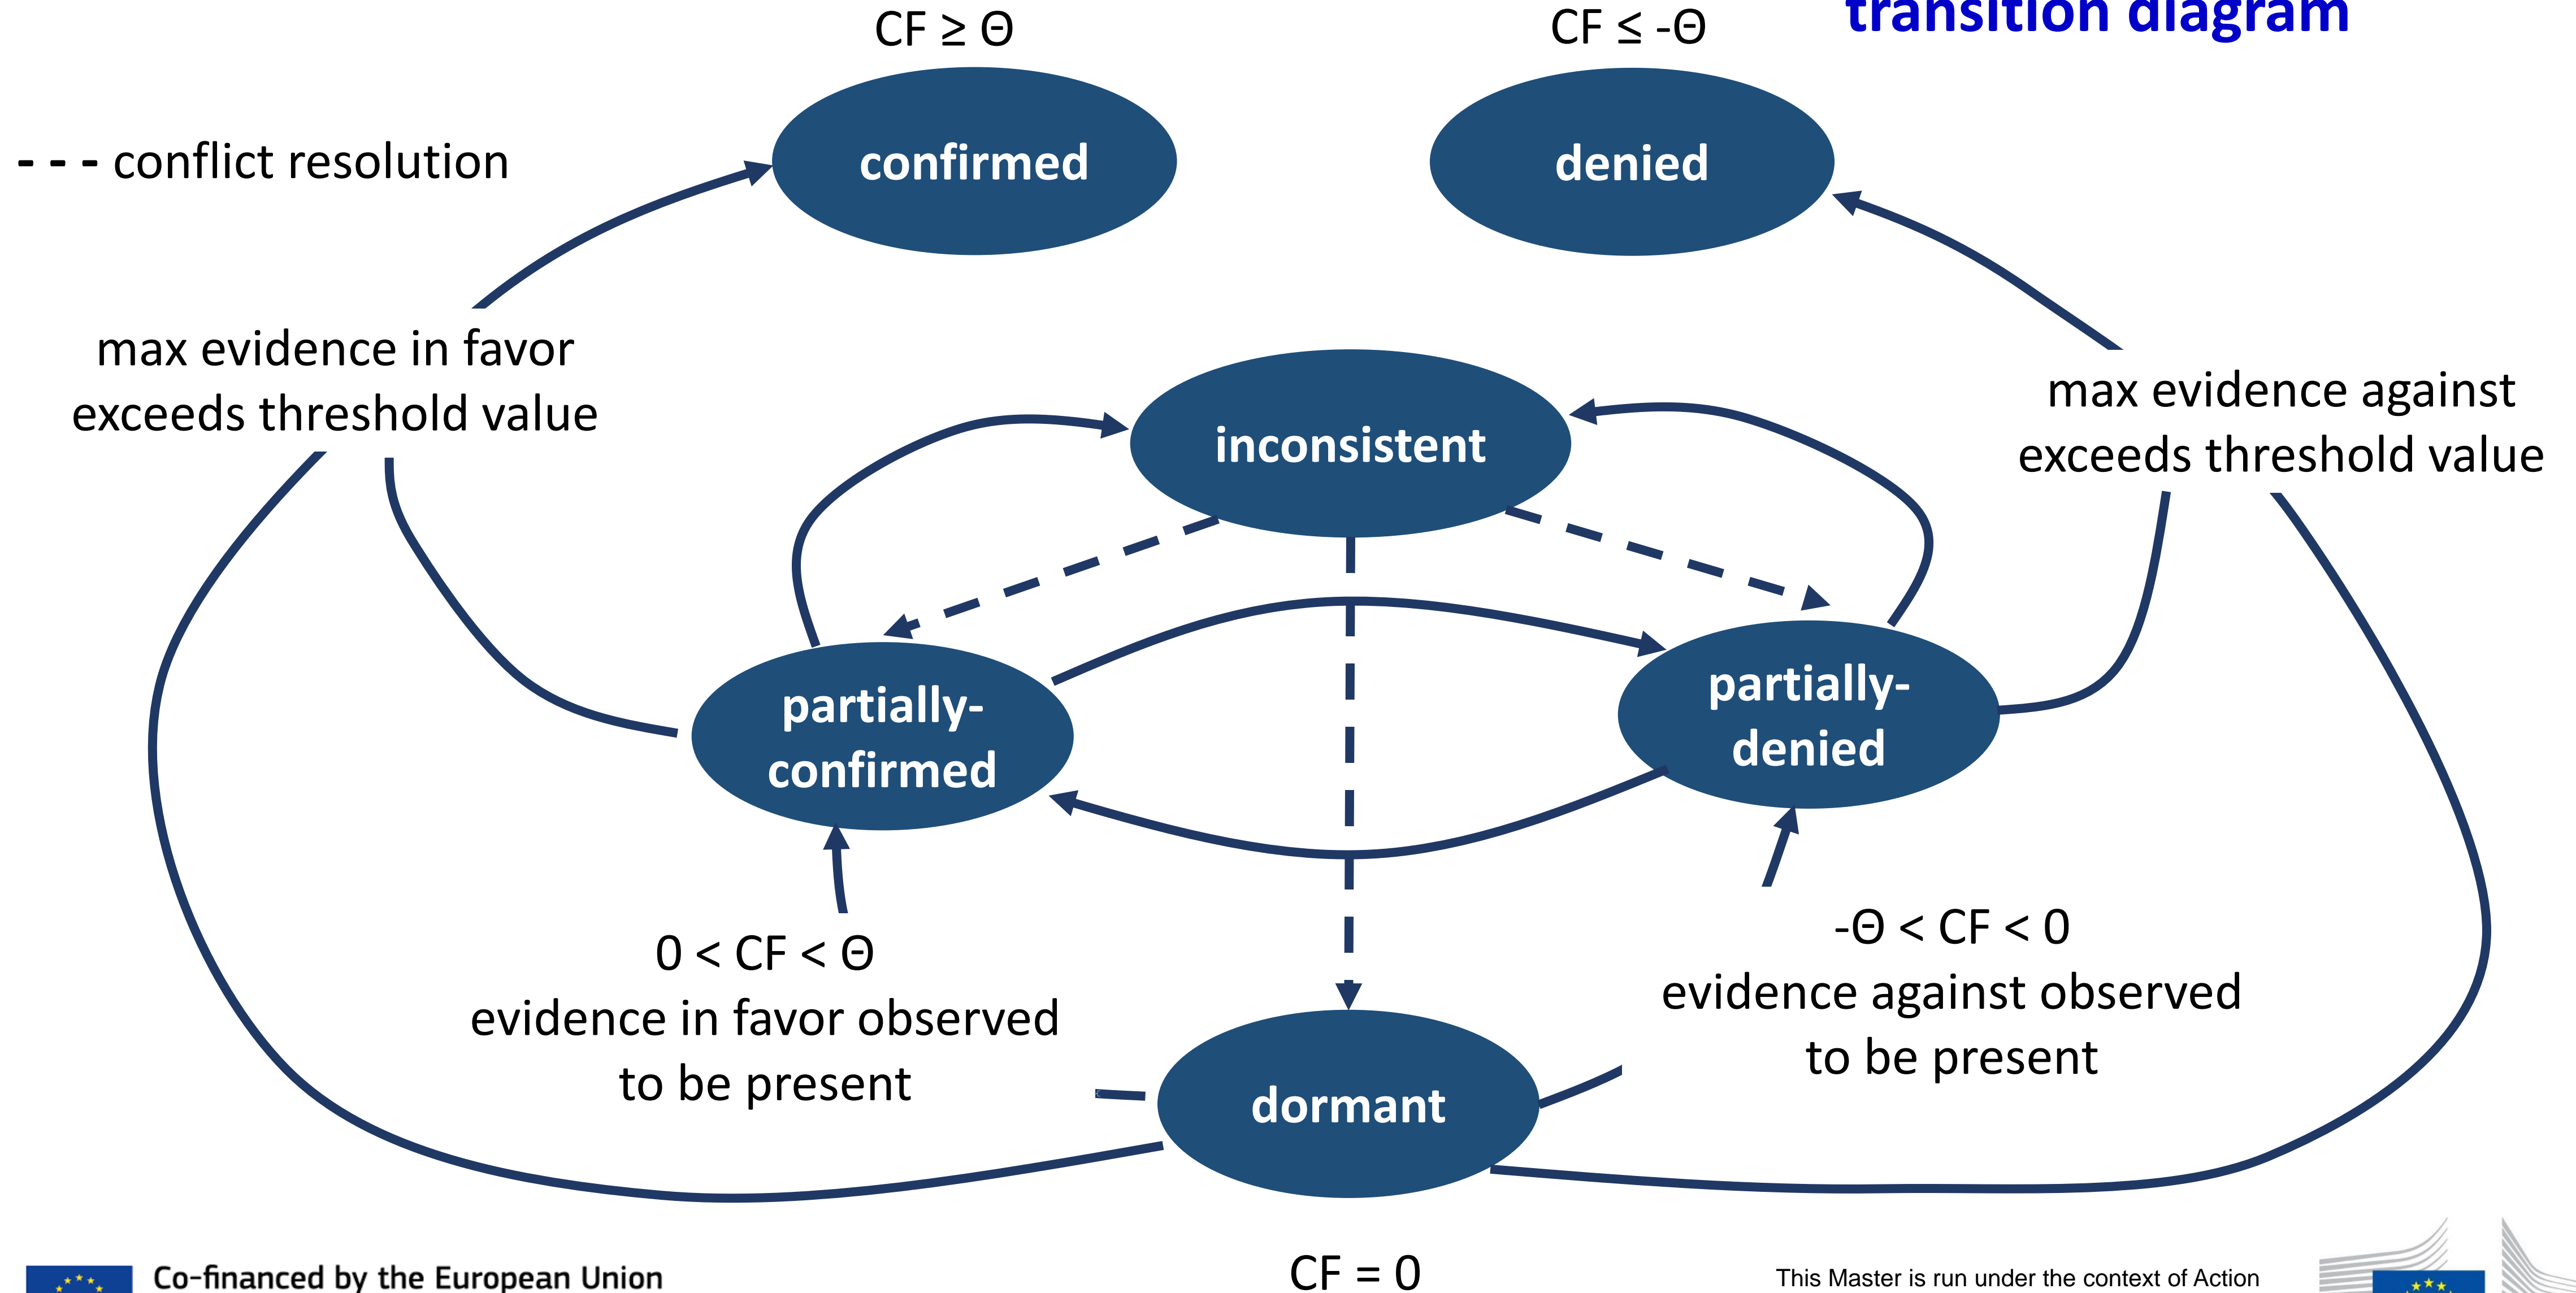 transition diagram
CF ≥ Θ
CF ≤ -Θ
confirmed
denied
- - - conflict resolution
max evidence in favor
exceeds threshold value
inconsistent
max evidence against
exceeds threshold value
partially-
confirmed
partially-
denied
0 < CF < Θ
evidence in favor observed
to be present
-Θ < CF < 0
evidence against observed
to be present
dormant
CF = 0
Co-financed by the European Union
This Master is run under the context of Action